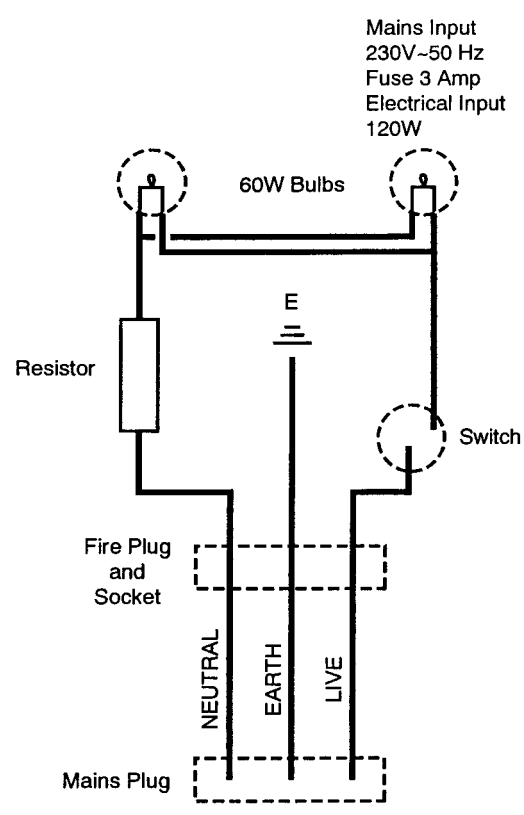 Mains Input
230V~50 Hz
Fuse 3 Amp
Electrical Input
120W
60W Bulbs
E
Resistor
Switch
Fire Plug
and
Socket
NEUTRAL
EARTH
LIVE
Mains Plug